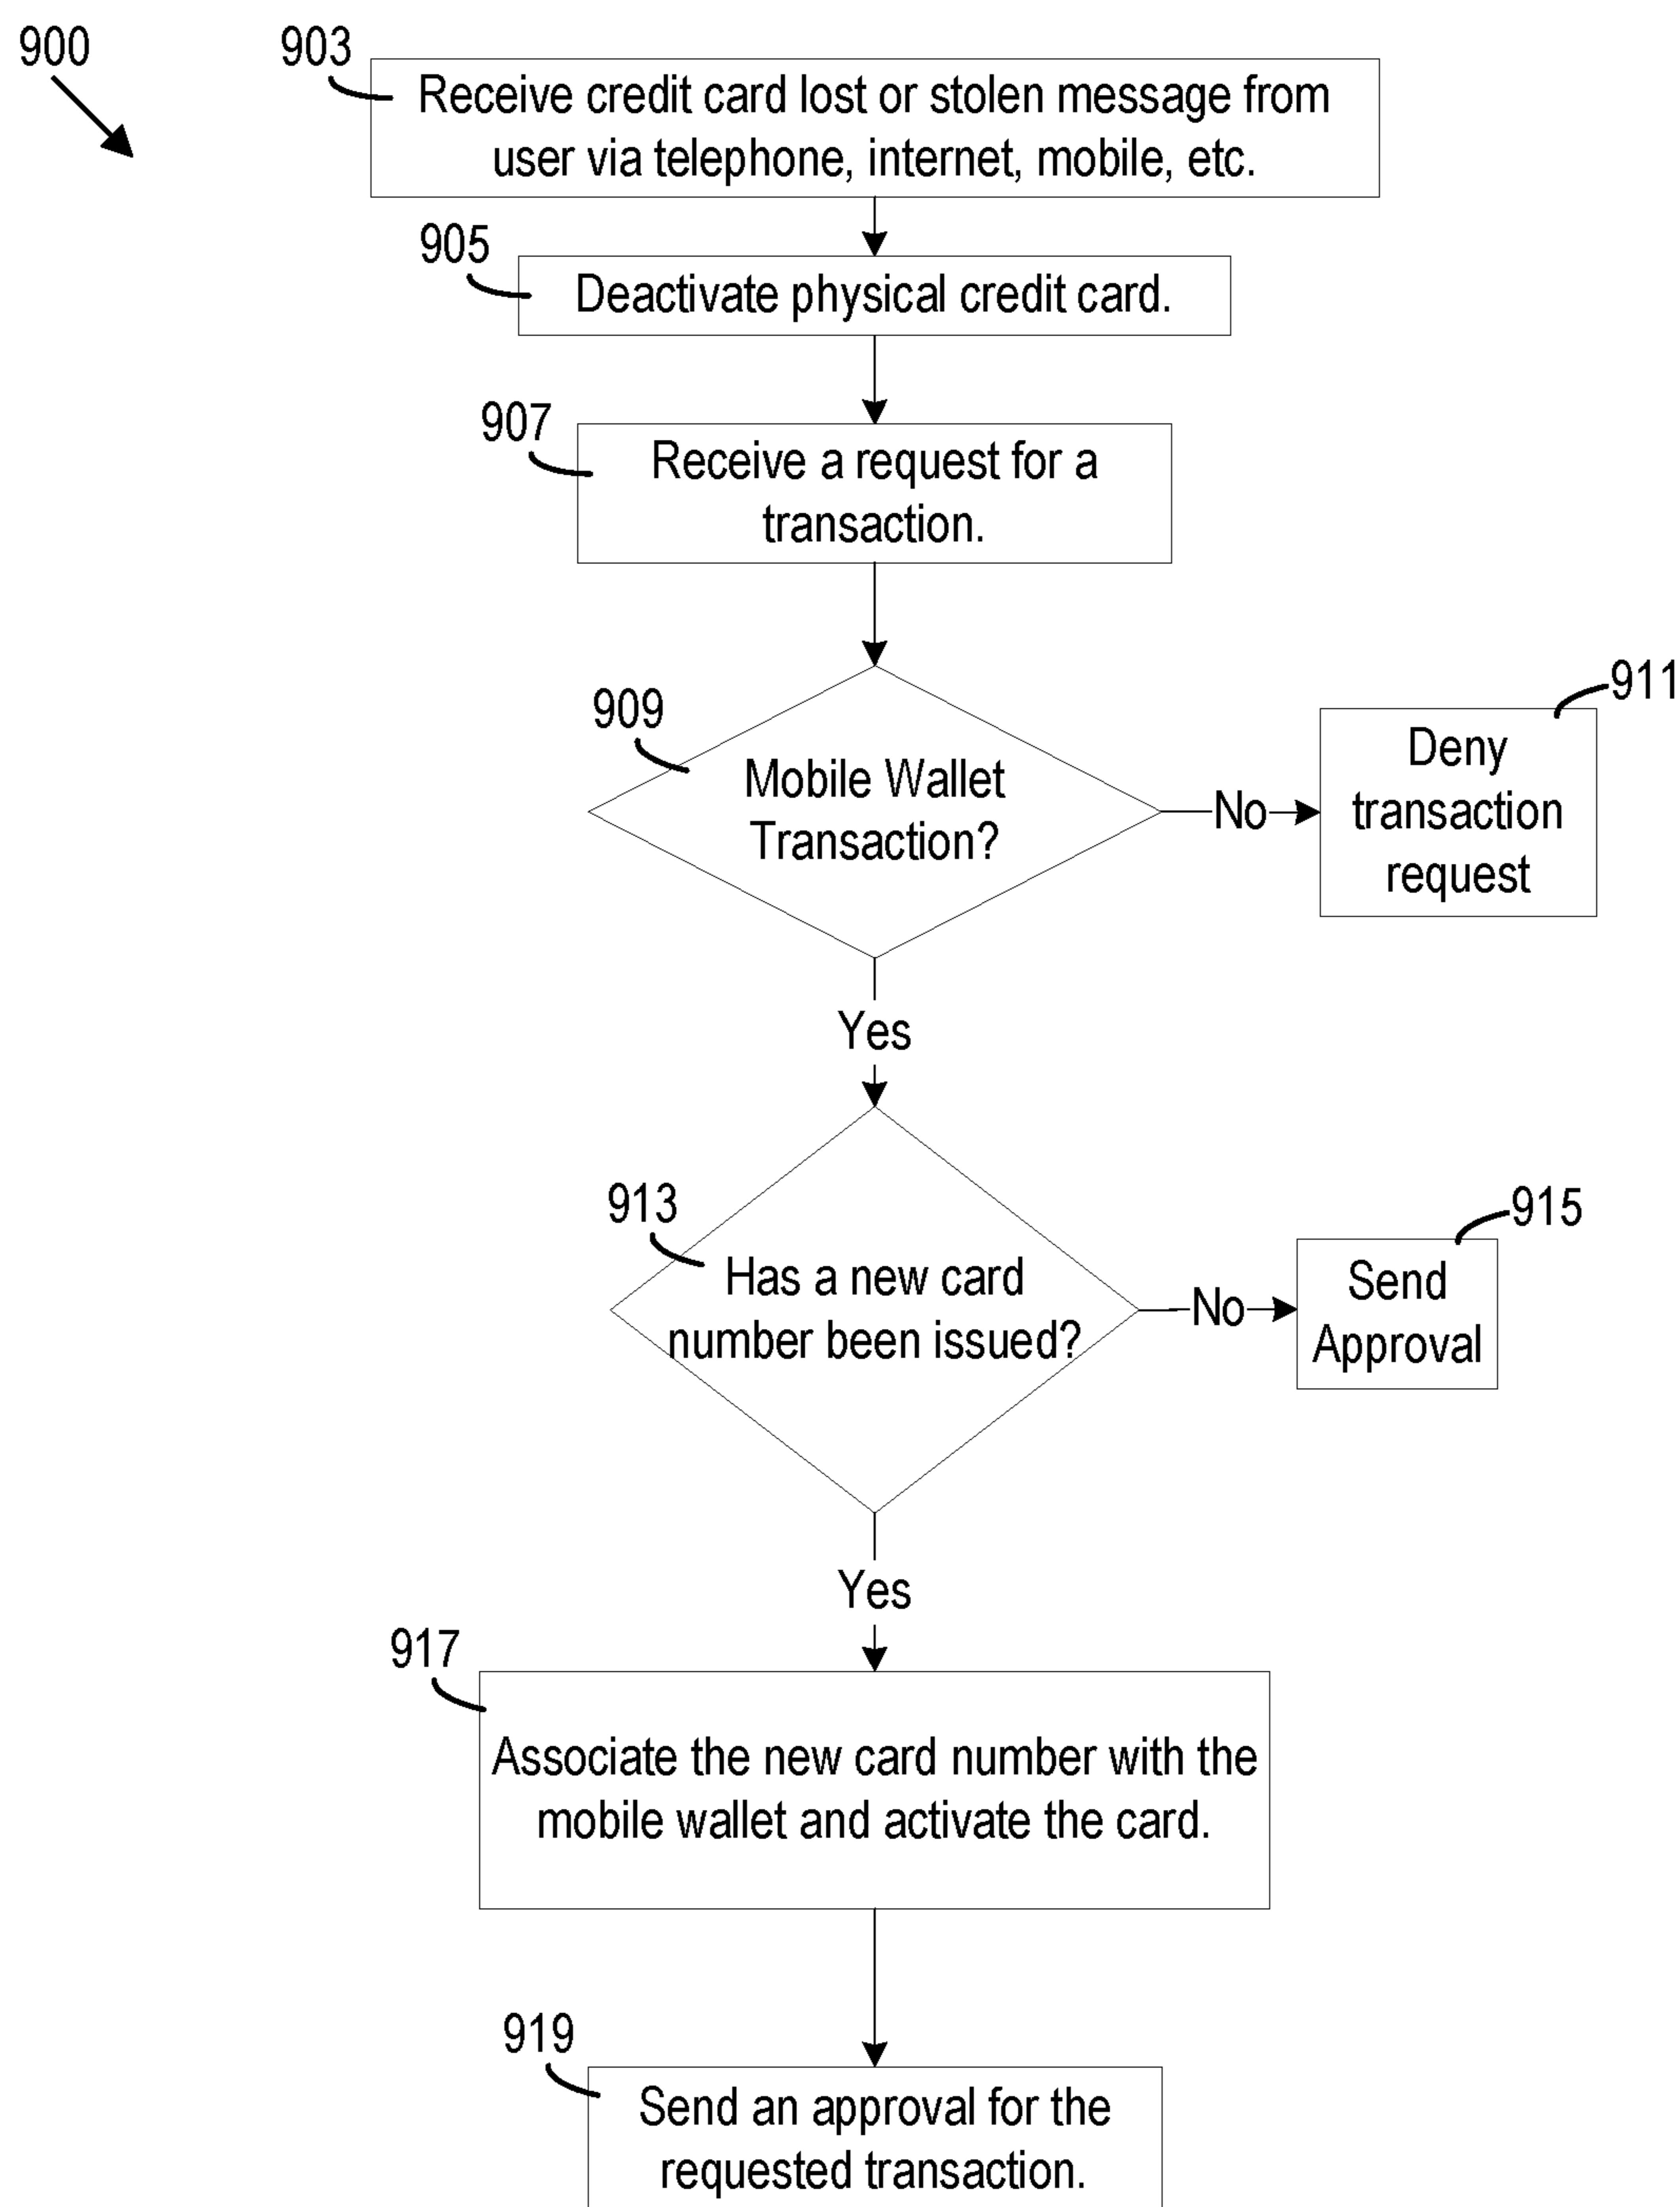 900
903
Receive credit card lost or stolen message from
user via telephone, internet, mobile, etc.
905
Deactivate physical credit card.
907
Receive a request for a
transaction.
909
Mobile Wallet
Transaction?
No
911
Deny
transaction
request
Yes
913
Has a new card
number been issued?
No
915
Send
Approval
Yes
917
Associate the new card number with the
mobile wallet and activate the card.
919
Send an approval for the
requested transaction.